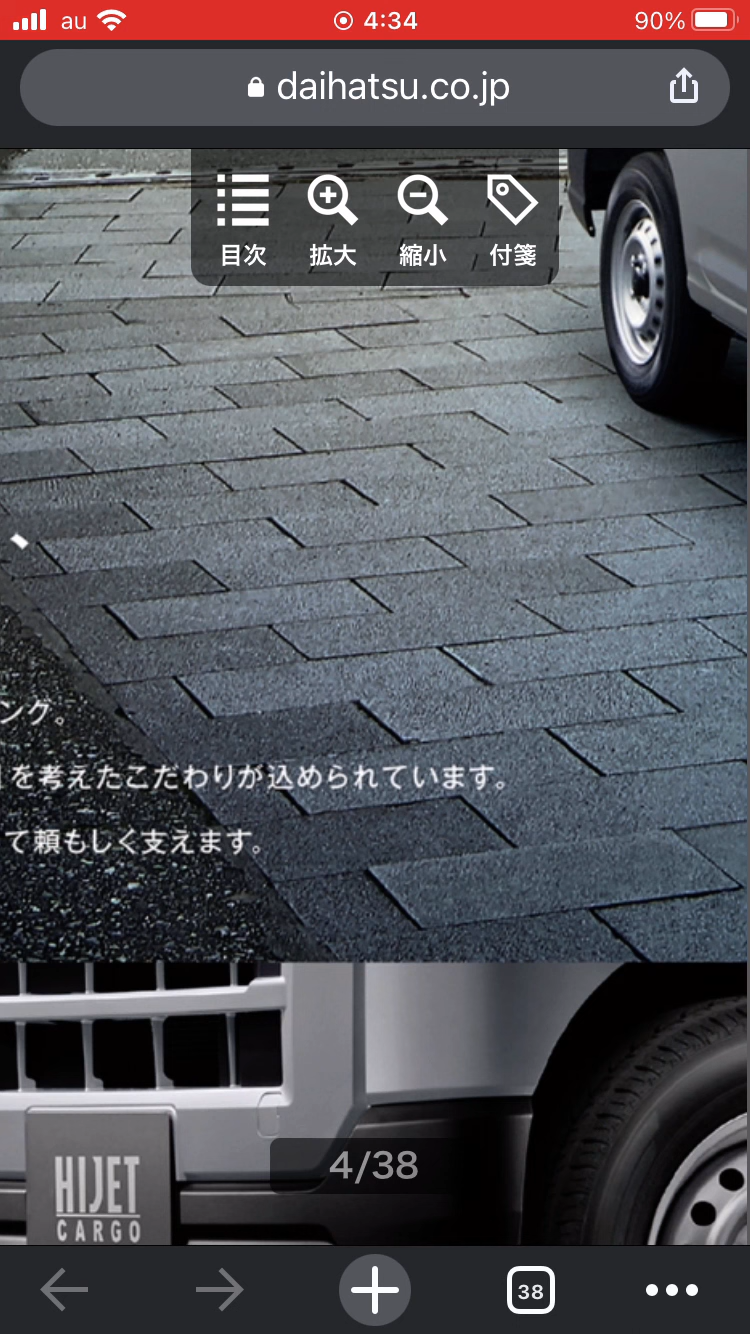 au
4:34
90%
daihatsu.co.jp
目次
拡大
縮小
付箋
ング。
を考えたこだわりが込められています。
て頼もしく支えます。
HIJET
CARGO
4/38
38